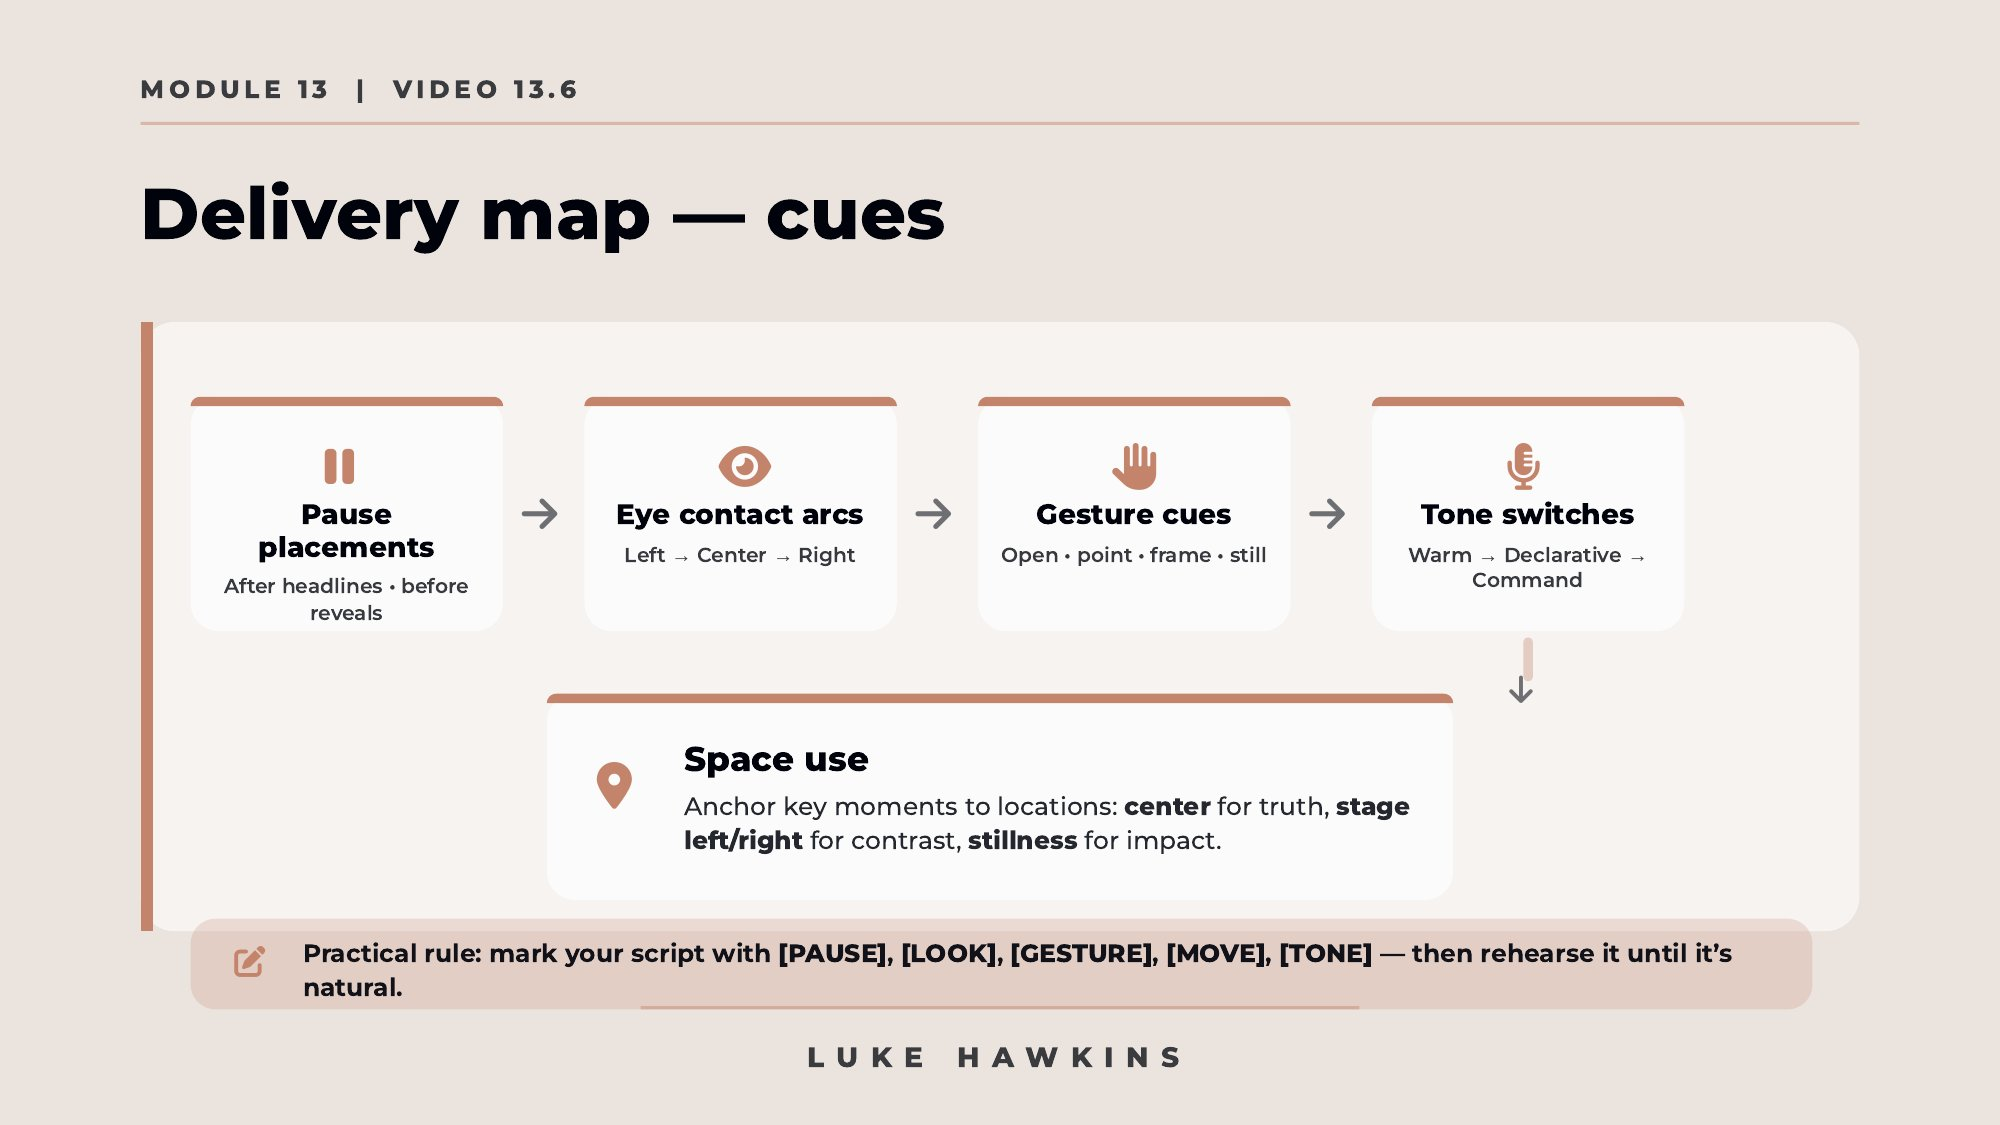 MODULE 13 | VIDEO 13.6
Delivery map — cues
Pause
placements
After headlines • before
reveals
Eye contact arcs
Left → Center → Right
Gesture cues
Open • point • frame • still
Tone switches
Warm → Declarative →
Command
Space use
Anchor key moments to locations: center for truth, stage
left/right for contrast, stillness for impact.
Practical rule: mark your script with [PAUSE], [LOOK], [GESTURE], [MOVE], [TONE] — then rehearse it until it’s
natural.
LUKE HAWKINS